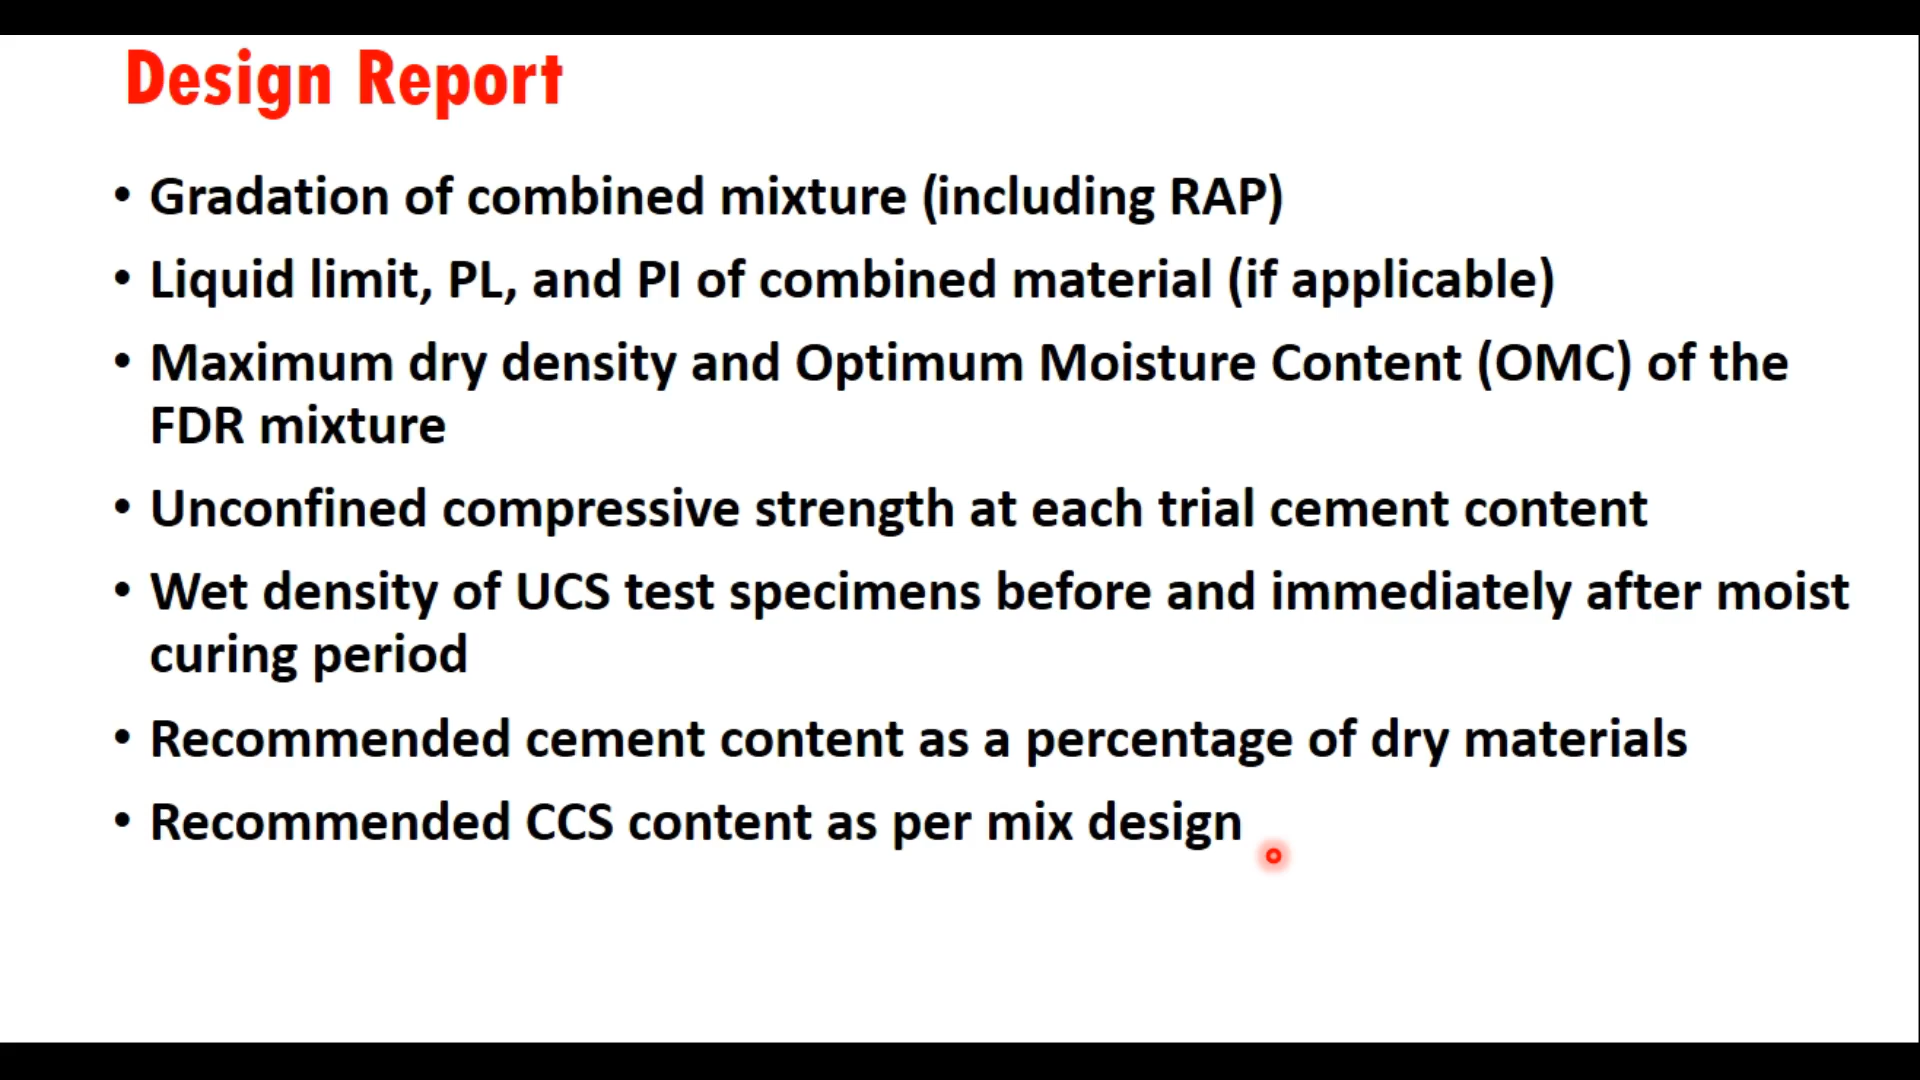 Design Report
• Gradation of combined mixture (including RAP)
• Liquid limit, PL, and PI of combined material (if applicable)
• Maximum dry density and Optimum Moisture Content (OMC) of the
FDR mixture
• Unconfined compressive strength at each trial cement content
• Wet density of UCS test specimens before and immediately after moist
curing period
• Recommended cement content as a percentage of dry materials
• Recommended CCS content as per mix design